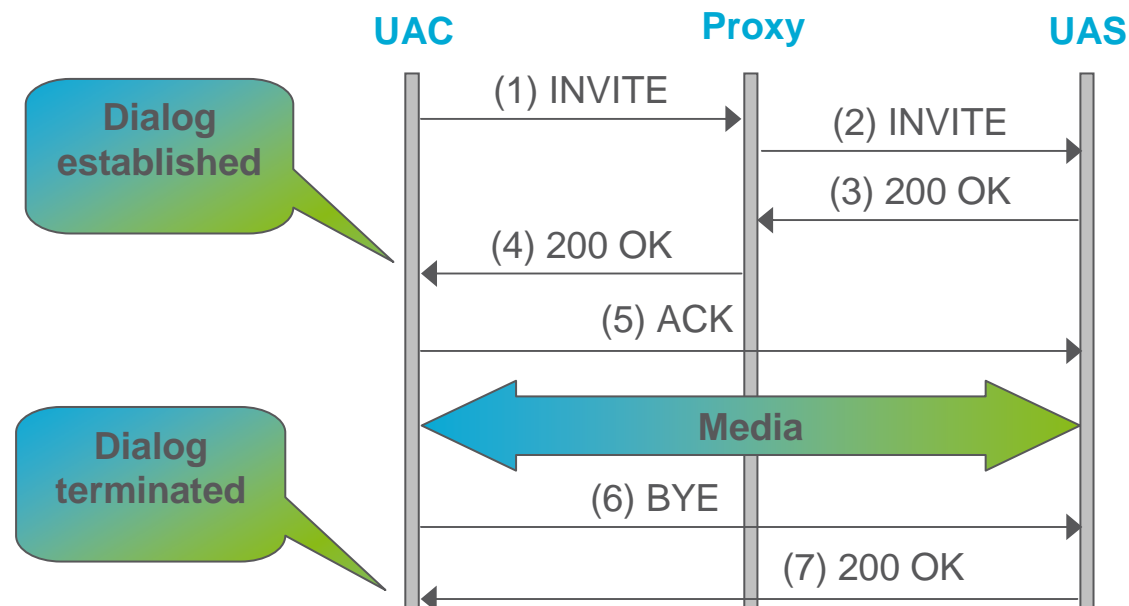 UAC
Proxy
UAS
(1) INVITE
Dialog
established
(2) INVITE
(3) 200 OK
(4) 200 OK
(5) ACK
Media
Dialog
terminated
(6) BYE
(7) 200 OK